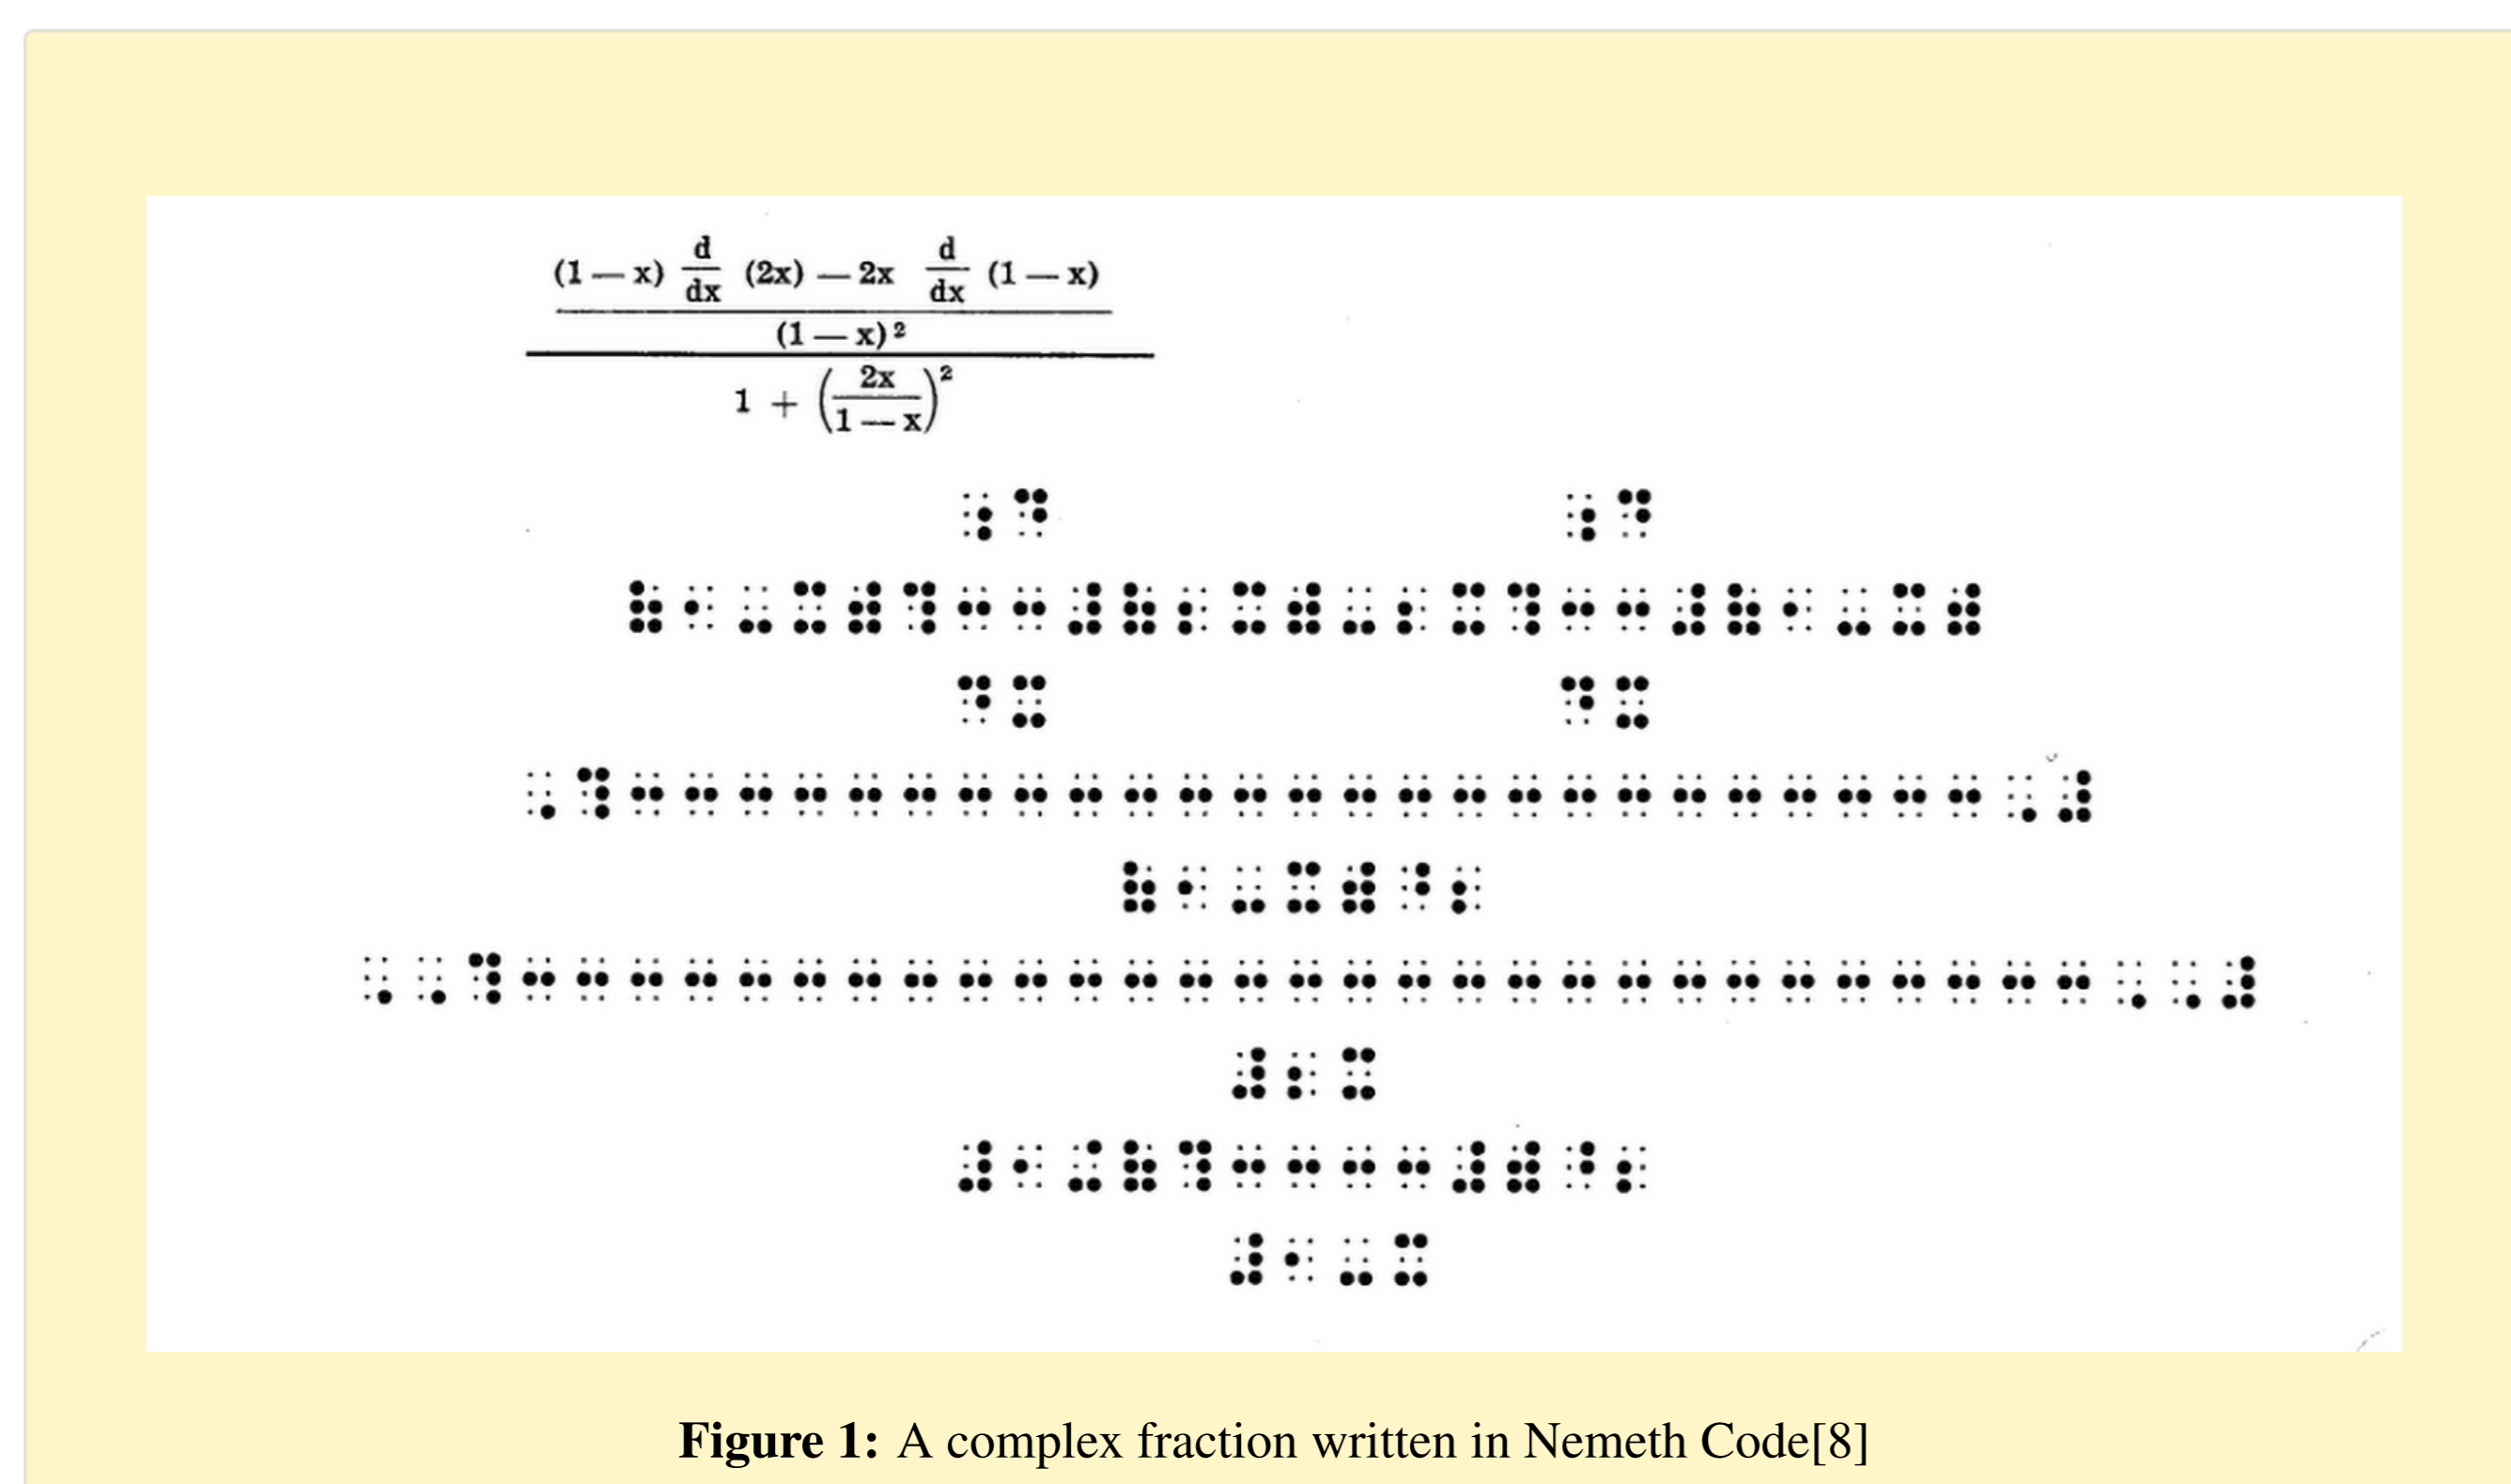 d d
(1 — x) (2x) — 2x (1 — x)
dx dx
(1 — x)²
2x
1 + ( )²
1 — x
⠰⠙ ⠰⠙
⠷⠂⠤⠭⠾⠹⠒⠒⠼⠷⠆⠭⠾⠤⠆⠭⠹⠒⠒⠼⠷⠂⠤⠭⠾
⠙⠭ ⠙⠭
⠠⠹⠒⠒⠒⠒⠒⠒⠒⠒⠒⠒⠒⠒⠒⠒⠒⠒⠒⠒⠒⠒⠒⠒⠒⠒⠒⠠⠼
⠷⠂⠤⠭⠾⠘⠆
⠠⠠⠹⠒⠒⠒⠒⠒⠒⠒⠒⠒⠒⠒⠒⠒⠒⠒⠒⠒⠒⠒⠒⠒⠒⠒⠒⠒⠒⠒⠒⠒⠠⠠⠼
⠼⠆⠭
⠼⠂⠬⠷⠹⠒⠒⠒⠒⠼⠾⠘⠆
⠼⠂⠤⠭
Figure 1: A complex fraction written in Nemeth Code[8]